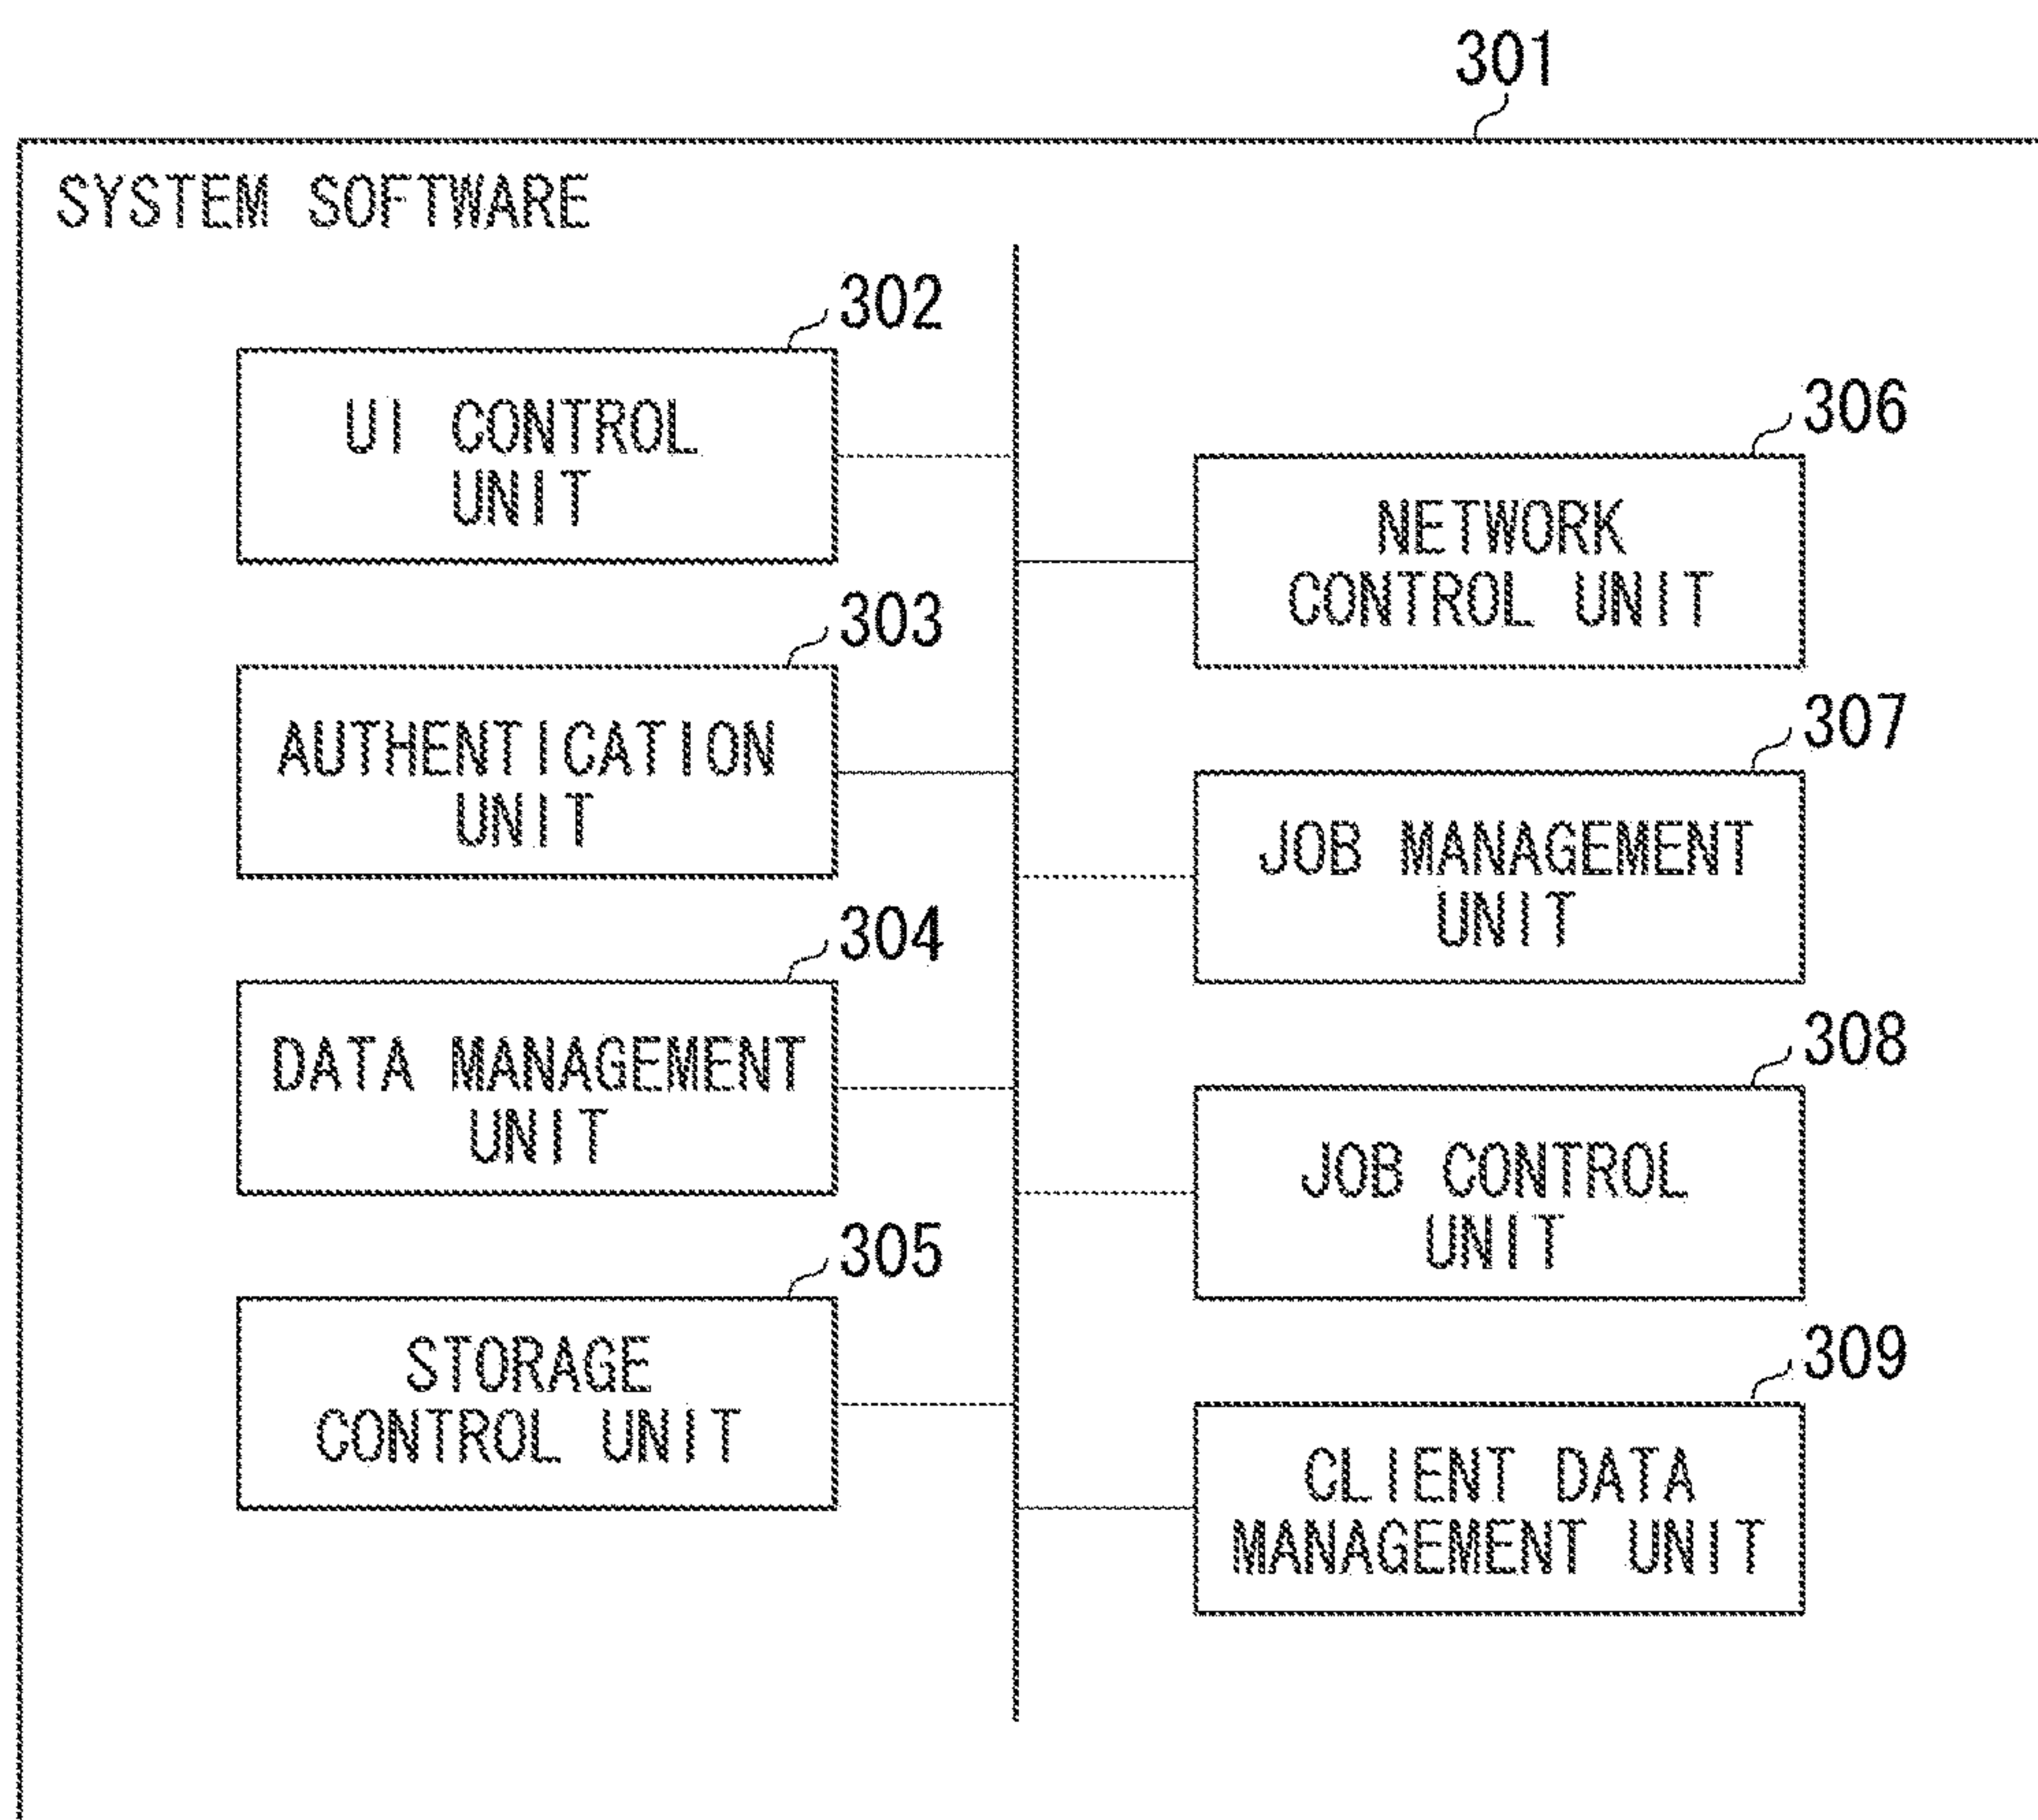 301
SYSTEM SOFTWARE
302
UI CONTROL
UNIT
303
AUTHENTICATION
UNIT
304
DATA MANAGEMENT
UNIT
305
STORAGE
CONTROL UNIT
306
NETWORK
CONTROL UNIT
307
JOB MANAGEMENT
UNIT
308
JOB CONTROL
UNIT
309
CLIENT DATA
MANAGEMENT UNIT